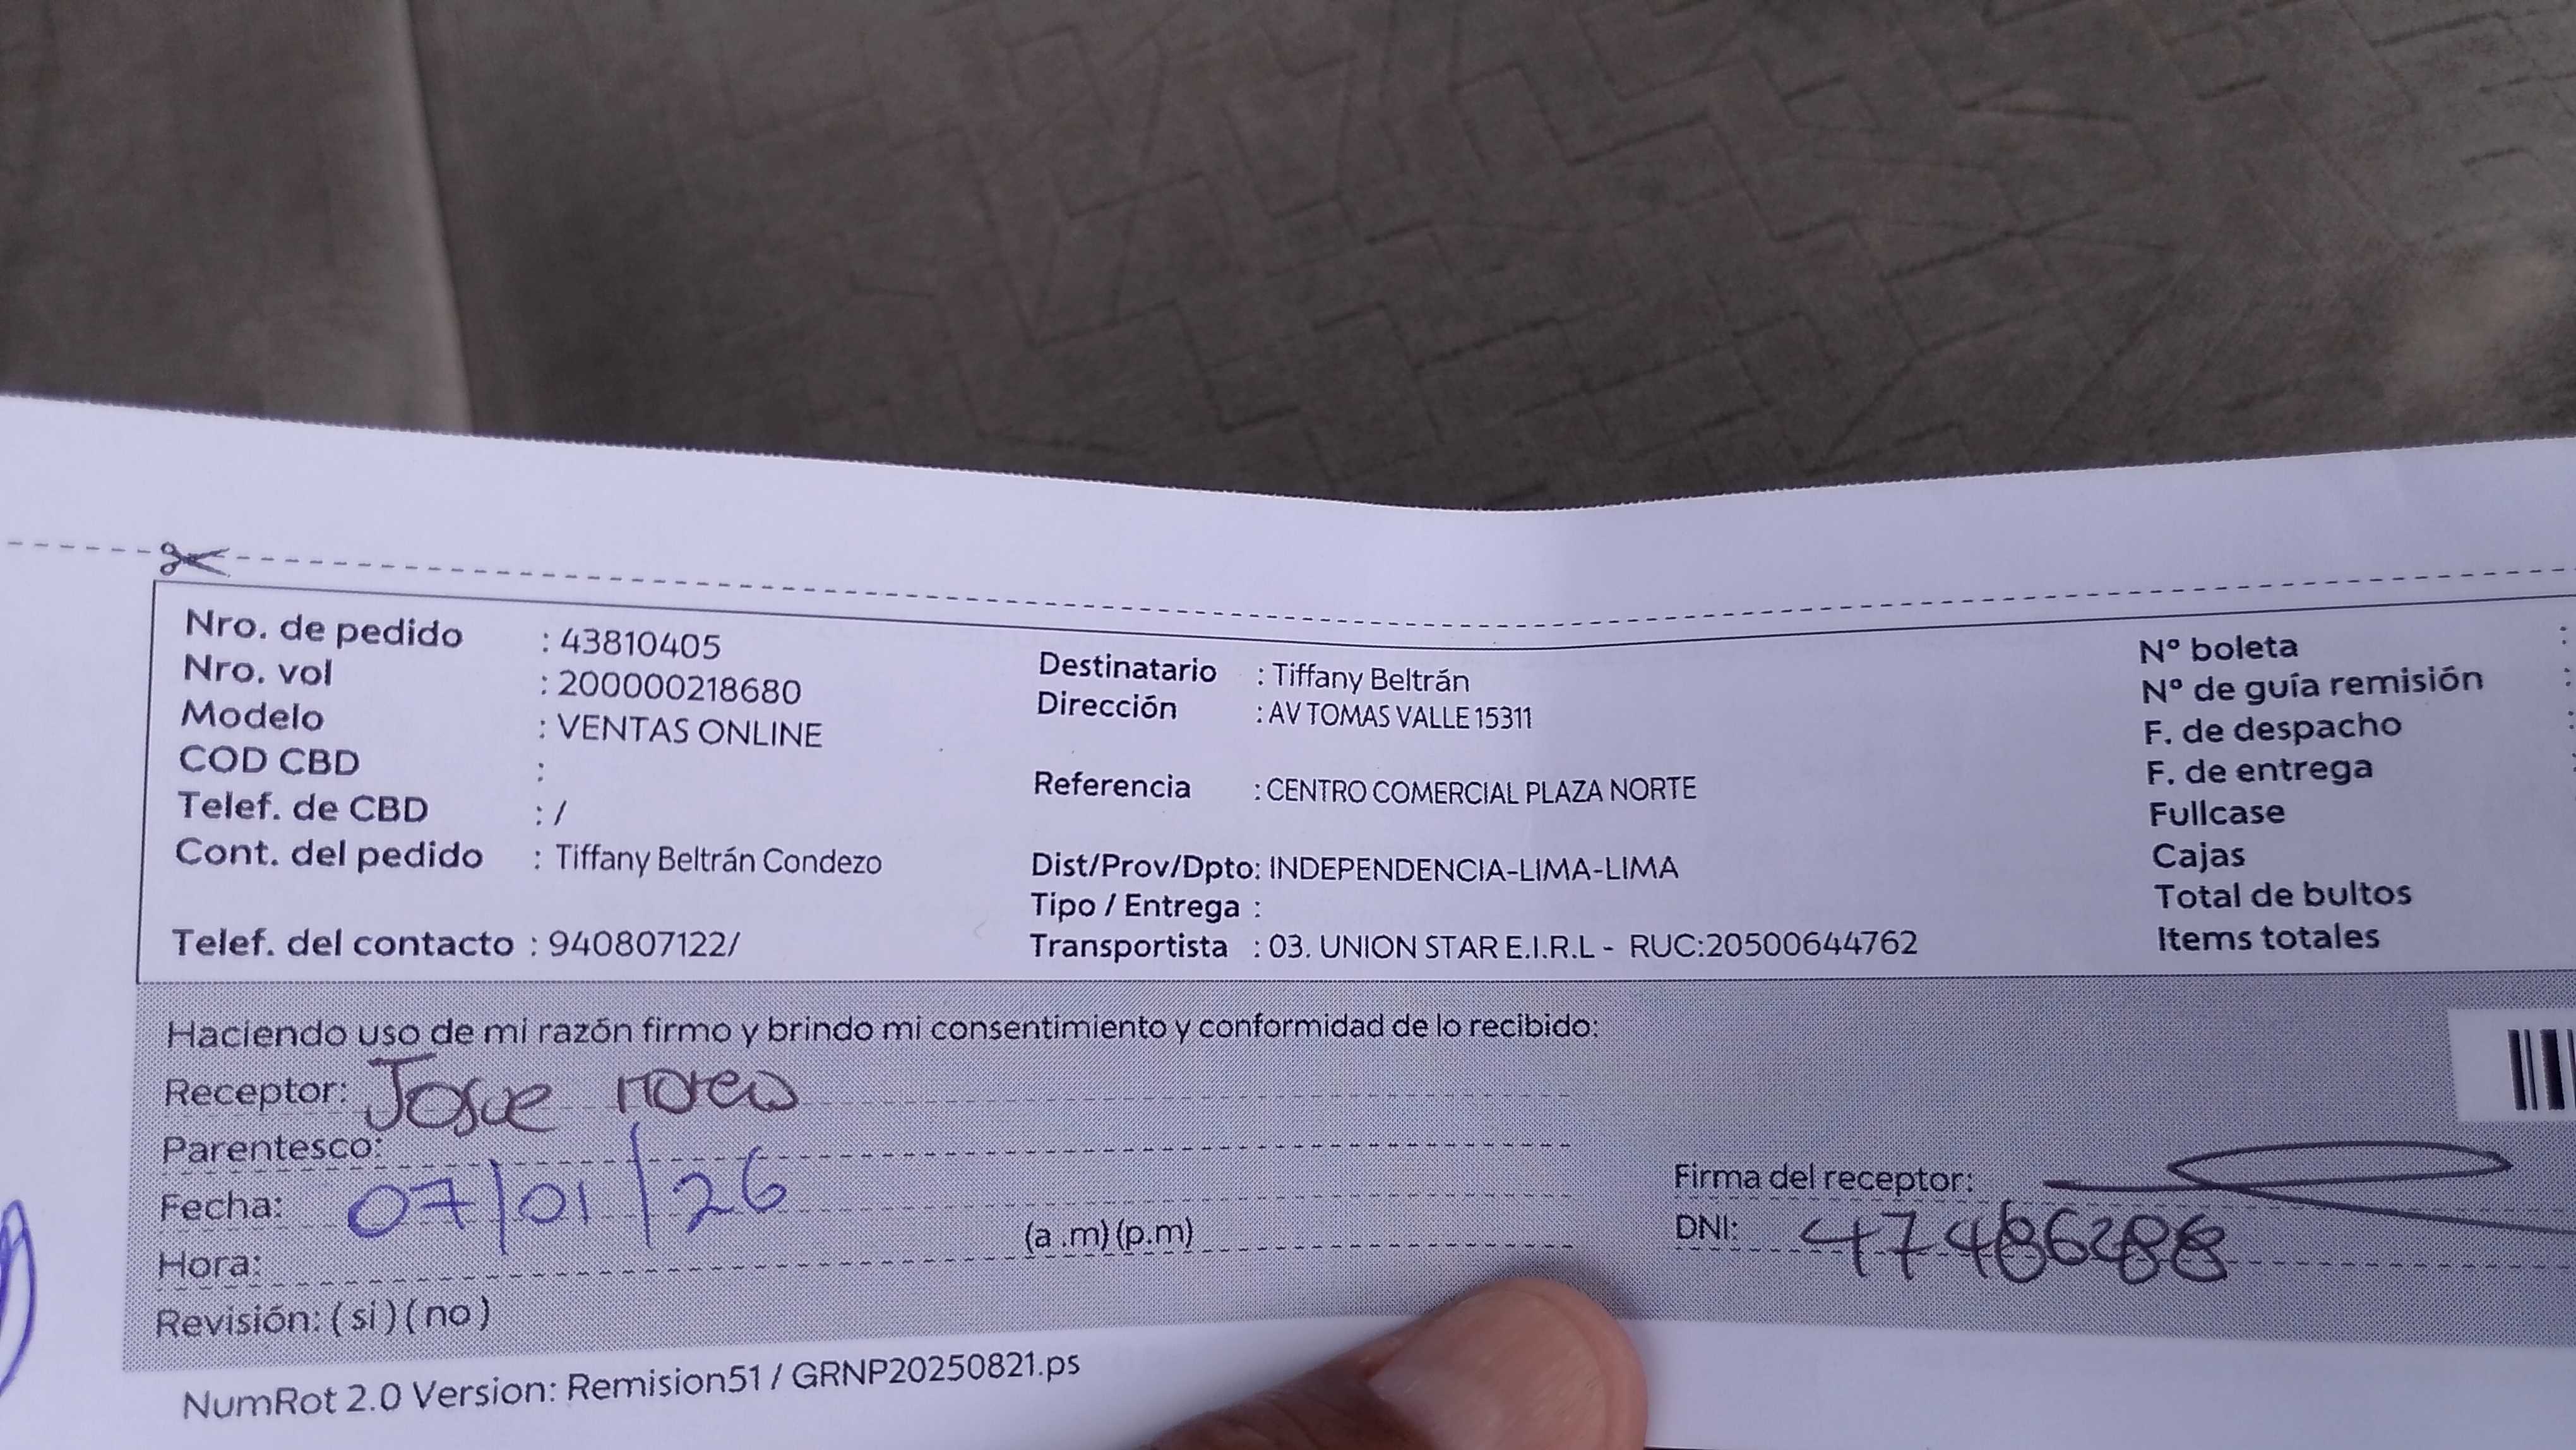 Nro. de pedido : 43810405
Nro. vol : 200000218680
Modelo : VENTAS ONLINE
COD CBD :
Telef. de CBD : /
Cont. del pedido : Tiffany Beltrán Condezo
Telef. del contacto : 940807122/
Destinatario : Tiffany Beltrán
Dirección : AV TOMAS VALLE 15311
Referencia : CENTRO COMERCIAL PLAZA NORTE
Dist/Prov/Dpto: INDEPENDENCIA-LIMA-LIMA
Tipo / Entrega :
Transportista : 03. UNION STAR E.I.R.L - RUC:20500644762
Nº boleta :
Nº de guía remisión :
F. de despacho :
F. de entrega :
Fullcase
Cajas
Total de bultos
Items totales
Haciendo uso de mi razón firmo y brindo mi consentimiento y conformidad de lo recibido:
Receptor: Josue
Parentesco:
Fecha: 07/01/26
Hora: (a .m) (p.m)
Revisión: ( si ) ( no )
Firma del receptor:
DNI:
NumRot 2.0 Version: Remision51 / GRNP20250821.ps